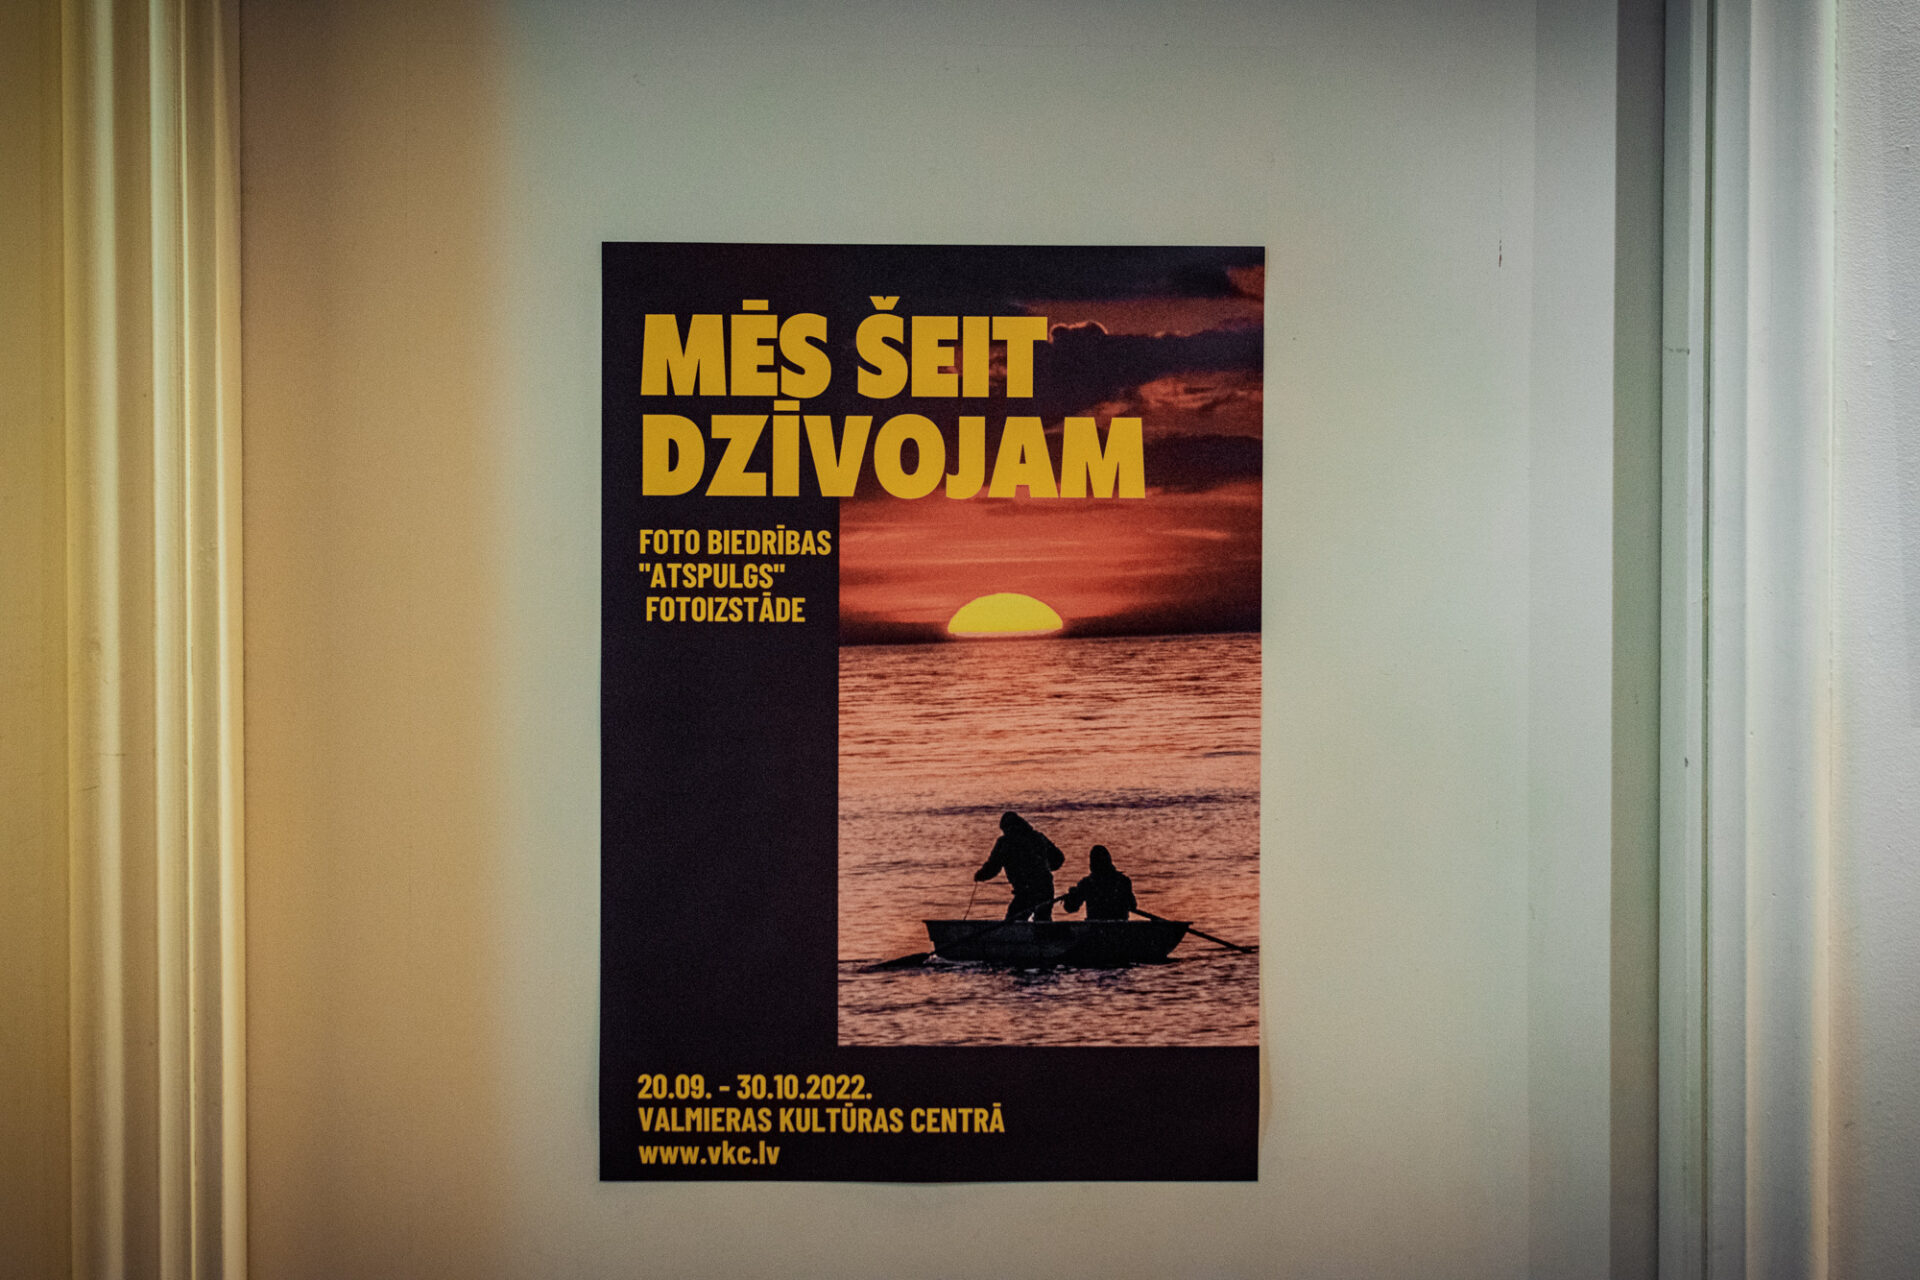 MĒS ŠEIT
DZĪVOJAM
FOTO BIEDRĪBAS
"ATSPULGS"
FOTOIZSTĀDE
20.09. - 30.10.2022.
VALMIERAS KULTŪRAS CENTRĀ
www.vkc.lv